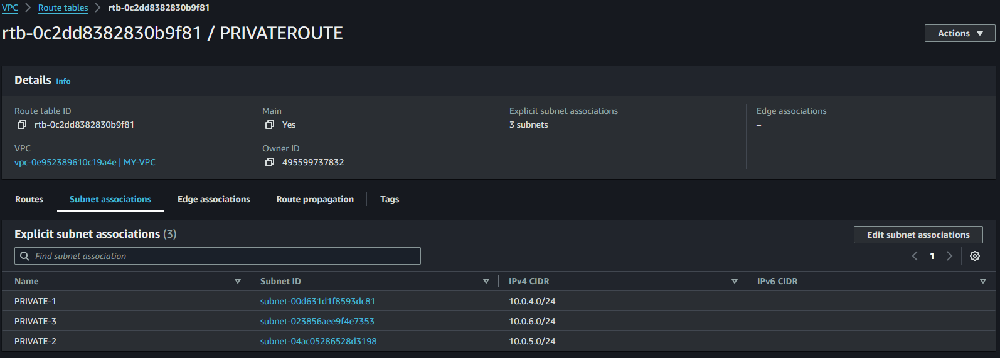 VPC > Route tables > rtb-0c2dd8382830b9f81
rtb-0c2dd8382830b9f81 / PRIVATEROUTE
Actions
Details Info
Route table ID
rtb-0c2dd8382830b9f81
Main
Yes
Explicit subnet associations
3 subnets
Edge associations
–
VPC
vpc-0e952389610c19a4e | MY-VPC
Owner ID
495599737832
Routes Subnet associations Edge associations Route propagation Tags
Explicit subnet associations (3)
Edit subnet associations
Find subnet association
1
Name Subnet ID IPv4 CIDR IPv6 CIDR
PRIVATE-1 subnet-00d631d1f8593dc81 10.0.4.0/24 –
PRIVATE-3 subnet-023856aee9f4e7353 10.0.6.0/24 –
PRIVATE-2 subnet-04ac05286528d3198 10.0.5.0/24 –